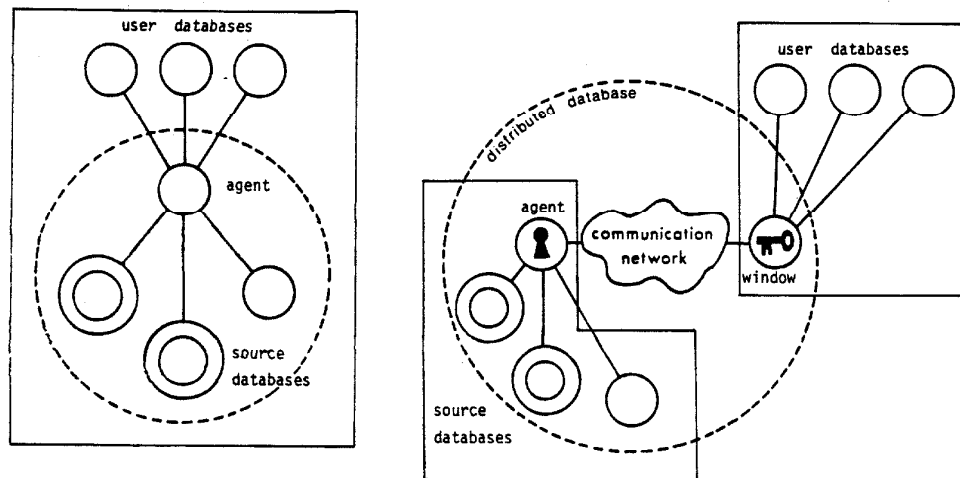 user databases
agent
source
databases
distributed database
user databases
agent
communication
network
window
source
databases